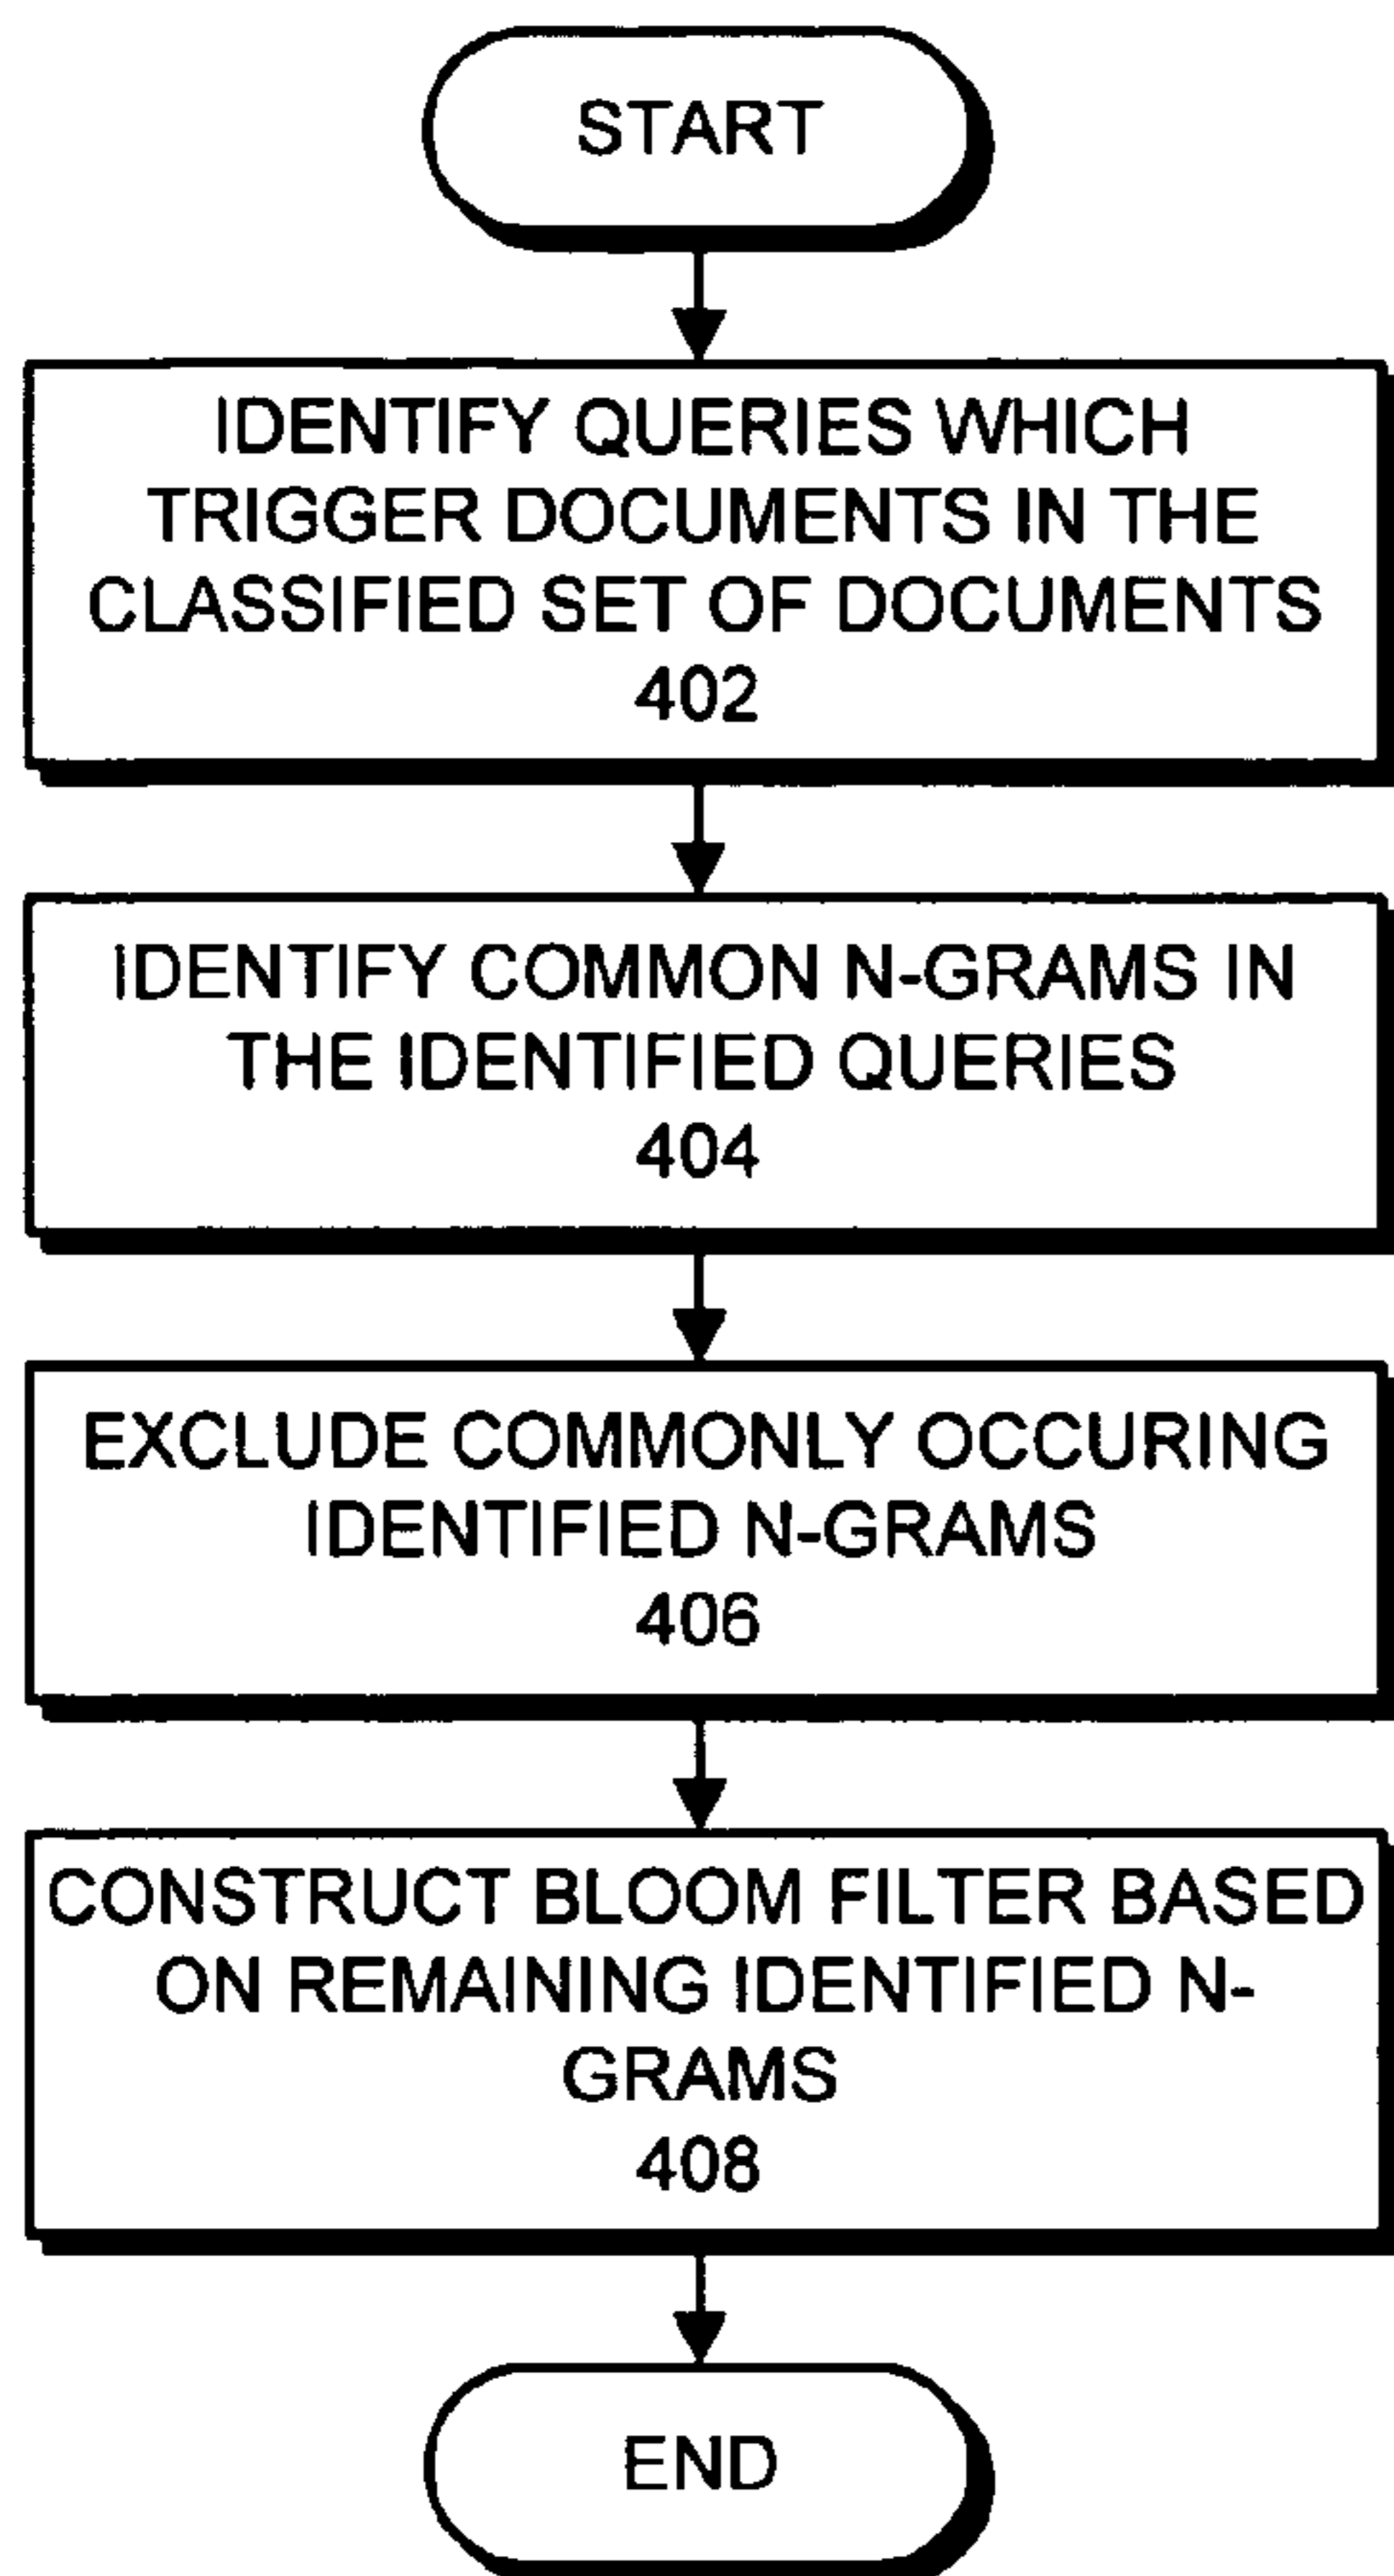 START
IDENTIFY QUERIES WHICH
TRIGGER DOCUMENTS IN THE
CLASSIFIED SET OF DOCUMENTS
402
IDENTIFY COMMON N-GRAMS IN
THE IDENTIFIED QUERIES
404
EXCLUDE COMMONLY OCCURING
IDENTIFIED N-GRAMS
406
CONSTRUCT BLOOM FILTER BASED
ON REMAINING IDENTIFIED N-
GRAMS
408
END